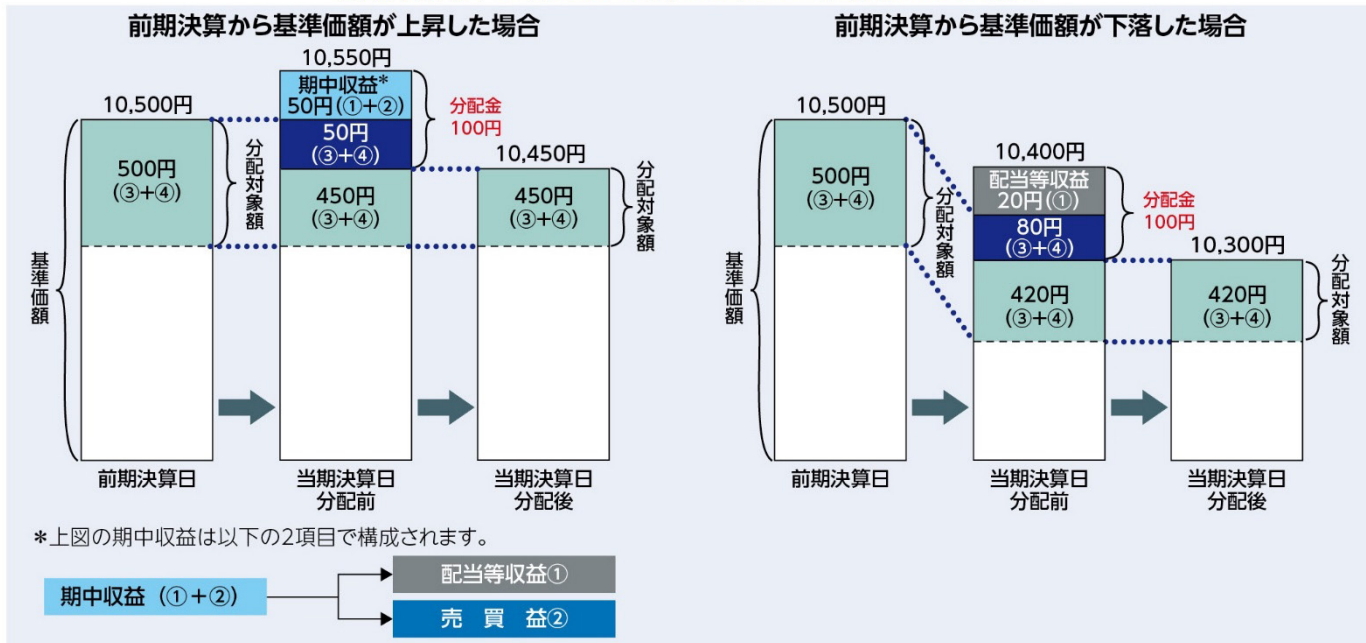 前期決算から基準価額が上昇した場合
10,500円
500円
(③+④)
分配対象額
基準価額
前期決算日
10,550円
期中収益*
50円(①+②)
50円
(③+④)
450円
(③+④)
分配金
100円
当期決算日
分配前
10,450円
450円
(③+④)
分配対象額
当期決算日
分配後
*上図の期中収益は以下の2項目で構成されます。
期中収益 (①+②)
配当等収益①
売 買 益②
前期決算から基準価額が下落した場合
10,500円
500円
(③+④)
分配対象額
基準価額
前期決算日
10,400円
配当等収益
20円(①)
80円
(③+④)
420円
(③+④)
分配金
100円
当期決算日
分配前
10,300円
420円
(③+④)
分配対象額
当期決算日
分配後